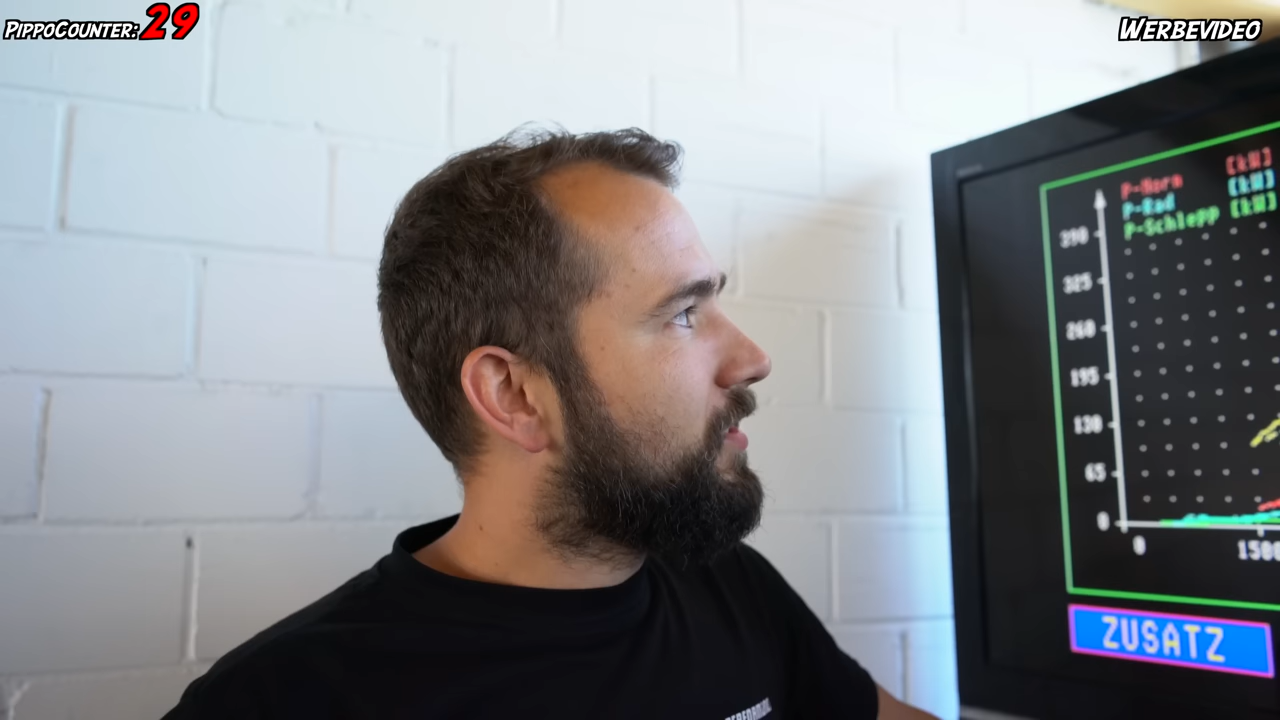 PIPPOCOUNTER: 29
WERBEVIDEO
P-Norm [kW]
P-Rad [kW]
P-Schlepp [kW]
390
325
260
195
130
65
0
0 1500
ZUSATZ